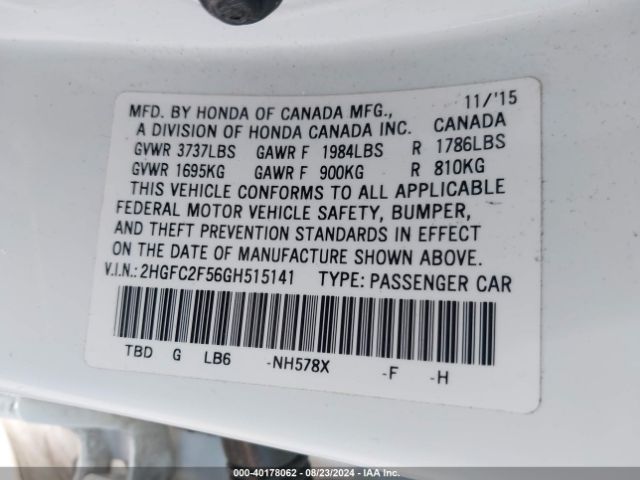 MFD. BY HONDA OF CANADA MFG., 11/'15
A DIVISION OF HONDA CANADA INC. CANADA
GVWR 3737LBS GAWR F 1984LBS R 1786LBS
GVWR 1695KG GAWR F 900KG R 810KG
THIS VEHICLE CONFORMS TO ALL APPLICABLE
FEDERAL MOTOR VEHICLE SAFETY, BUMPER,
AND THEFT PREVENTION STANDARDS IN EFFECT
ON THE DATE OF MANUFACTURE SHOWN ABOVE.
V.I.N.: 2HGFC2F56GH515141 TYPE: PASSENGER CAR
TBD G LB6 -NH578X -F -H
000-40178062 - 08/23/2024 - IAA Inc.